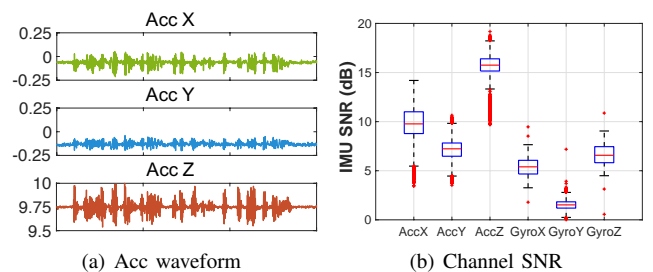 Acc X
0.25
0
-0.25
Acc Y
0.25
0
-0.25
Acc Z
10
9.75
9.5
(a) Acc waveform
IMU SNR (dB)
20
15
10
5
0
AccX AccY AccZ GyroX GyroY GyroZ
(b) Channel SNR